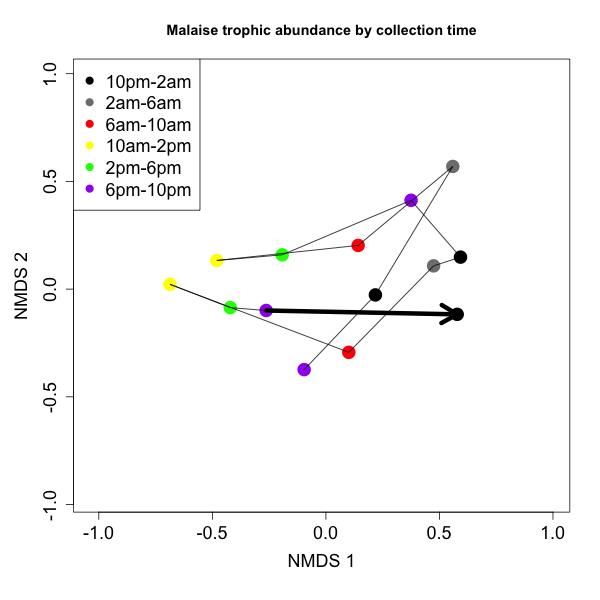 Malaise trophic abundance by collection time
10pm-2am
2am-6am
6am-10am
10am-2pm
2pm-6pm
6pm-10pm
1.0
0.5
0.0
-0.5
-1.0
NMDS 2
-1.0 -0.5 0.0 0.5 1.0
NMDS 1